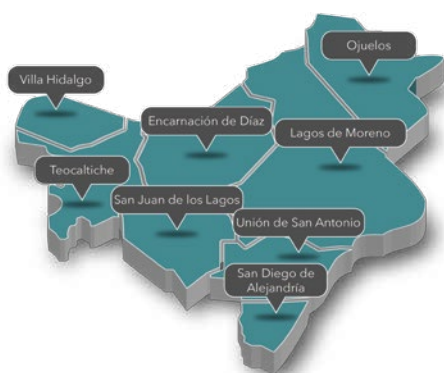 Ojuelos
Villa Hidalgo
Encarnación de Díaz
Lagos de Moreno
Teocaltiche
San Juan de los Lagos
Unión de San Antonio
San Diego de
Alejandría